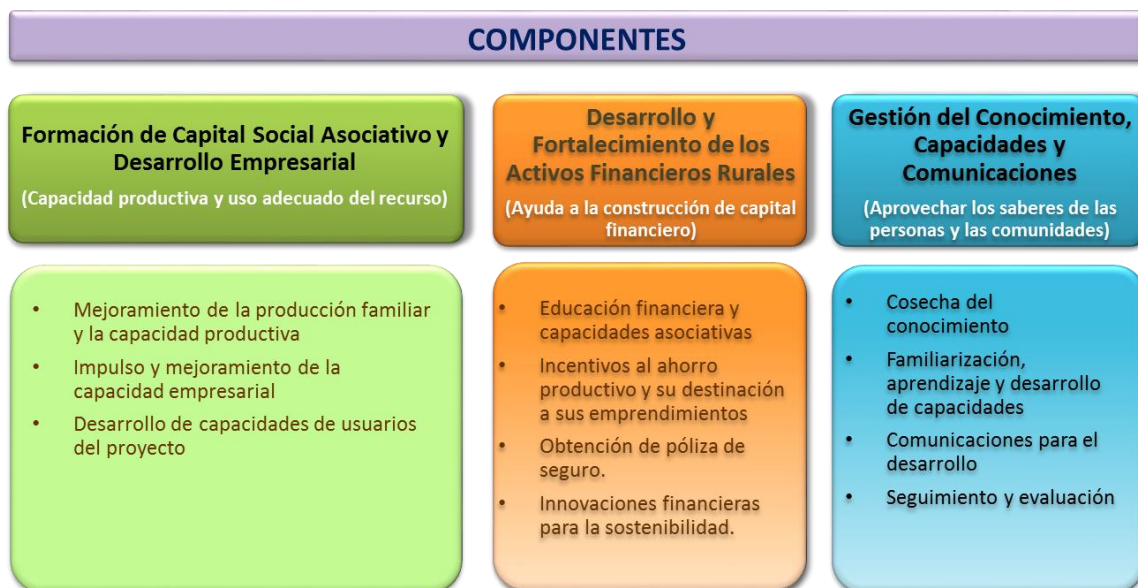 COMPONENTES
Formación de Capital Social Asociativo y
Desarrollo Empresarial
(Capacidad productiva y uso adecuado del recurso)
• Mejoramiento de la producción familiar
y la capacidad productiva
• Impulso y mejoramiento de la
capacidad empresarial
• Desarrollo de capacidades de usuarios
del proyecto
Desarrollo y
Fortalecimiento de los
Activos Financieros Rurales
(Ayuda a la construcción de capital
financiero)
• Educación financiera y
capacidades asociativas
• Incentivos al ahorro
productivo y su destinación
a sus emprendimientos
• Obtención de póliza de
seguro.
• Innovaciones financieras
para la sostenibilidad.
Gestión del Conocimiento,
Capacidades y
Comunicaciones
(Aprovechar los saberes de las
personas y las comunidades)
• Cosecha del
conocimiento
• Familiarización,
aprendizaje y desarrollo
de capacidades
• Comunicaciones para el
desarrollo
• Seguimiento y evaluación